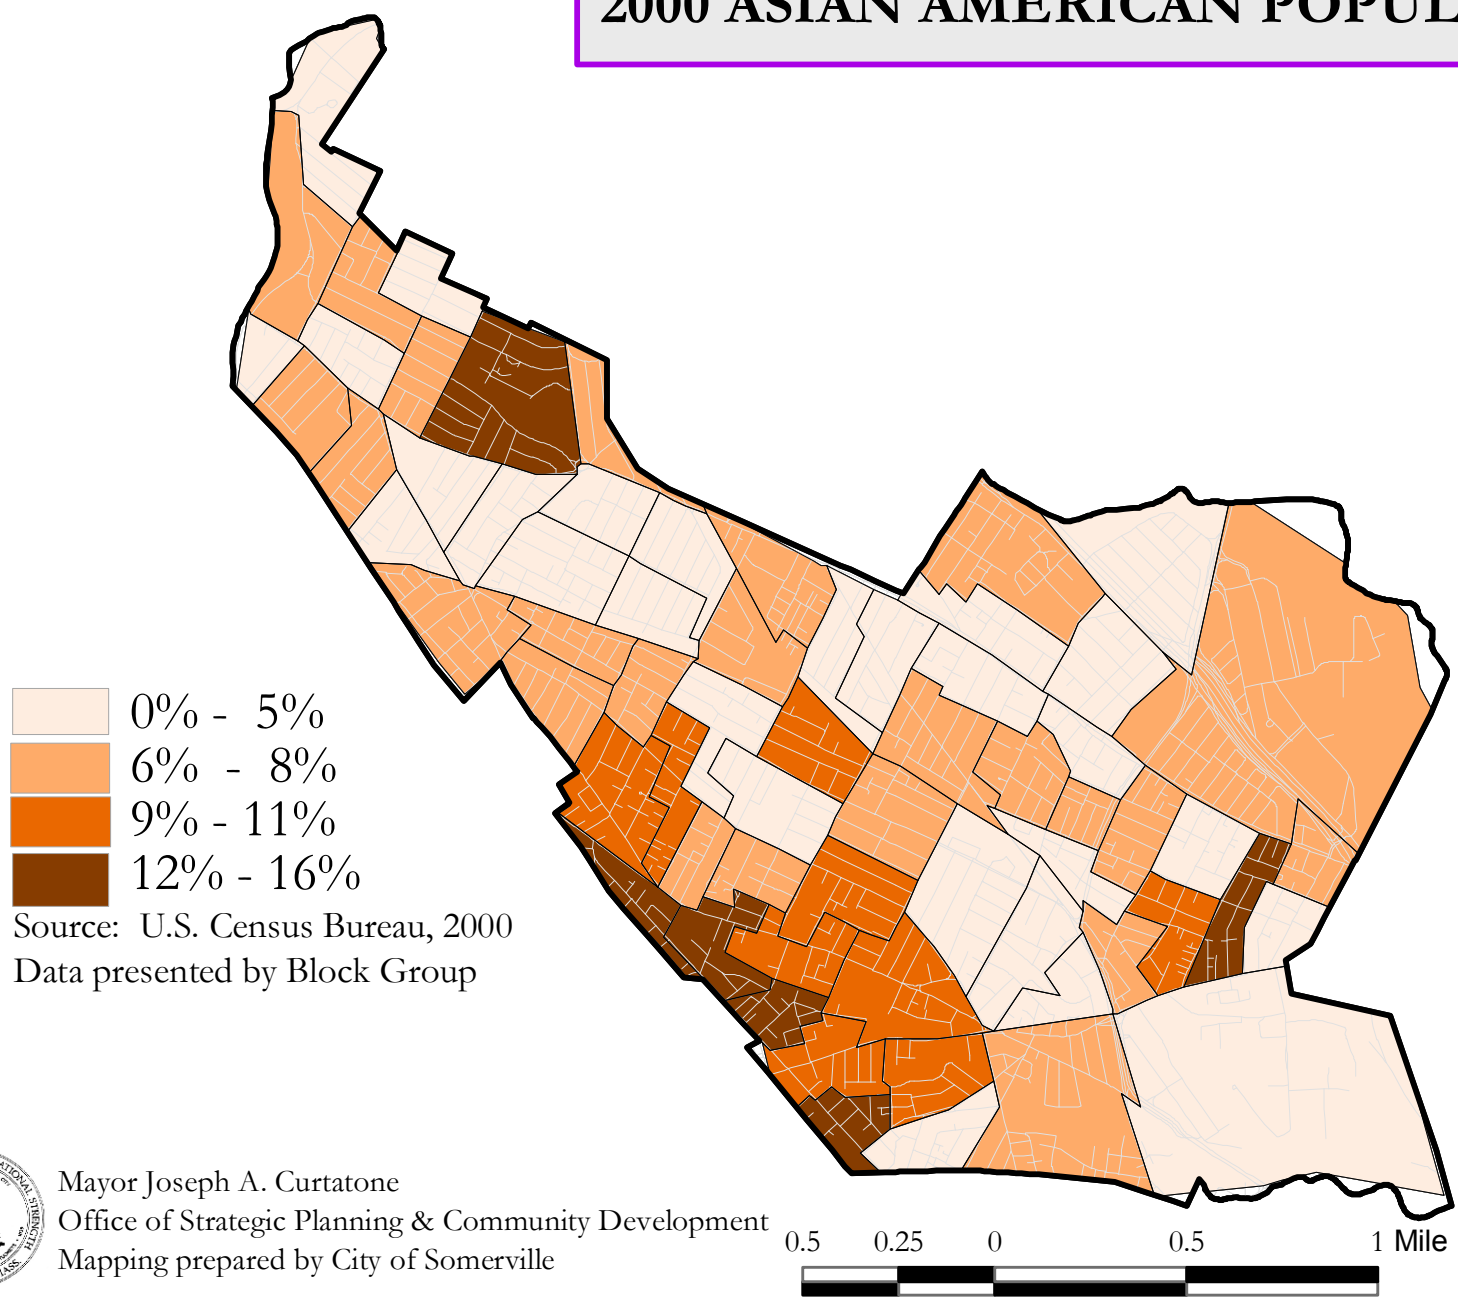 2000 ASIAN AMERICAN POPUL
0% - 5%
6% - 8%
9% - 11%
12% - 16%
Source: U.S. Census Bureau, 2000
Data presented by Block Group
Mayor Joseph A. Curtatone
Office of Strategic Planning & Community Development
Mapping prepared by City of Somerville
0.5 0.25 0 0.5 1 Mile
STRENGTH